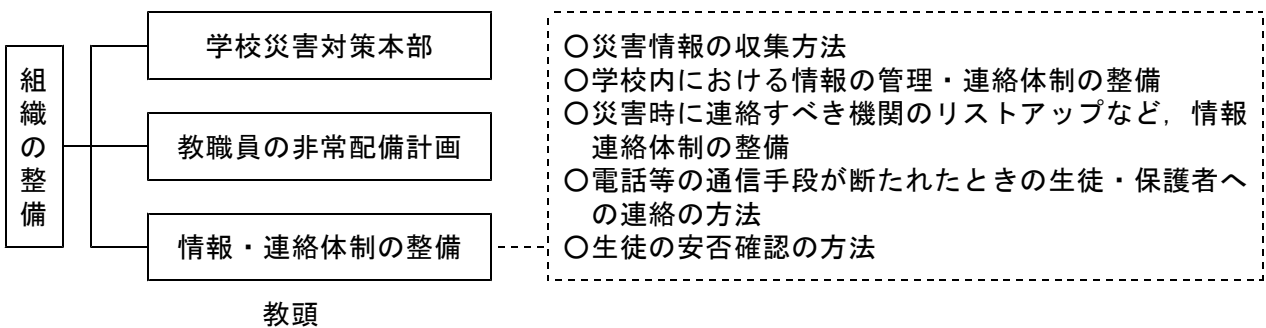 組織の整備
学校災害対策本部
教職員の非常配備計画
情報・連絡体制の整備
教頭
○災害情報の収集方法
○学校内における情報の管理・連絡体制の整備
○災害時に連絡すべき機関のリストアップなど，情報
連絡体制の整備
○電話等の通信手段が断たれたときの生徒・保護者へ
の連絡の方法
○生徒の安否確認の方法